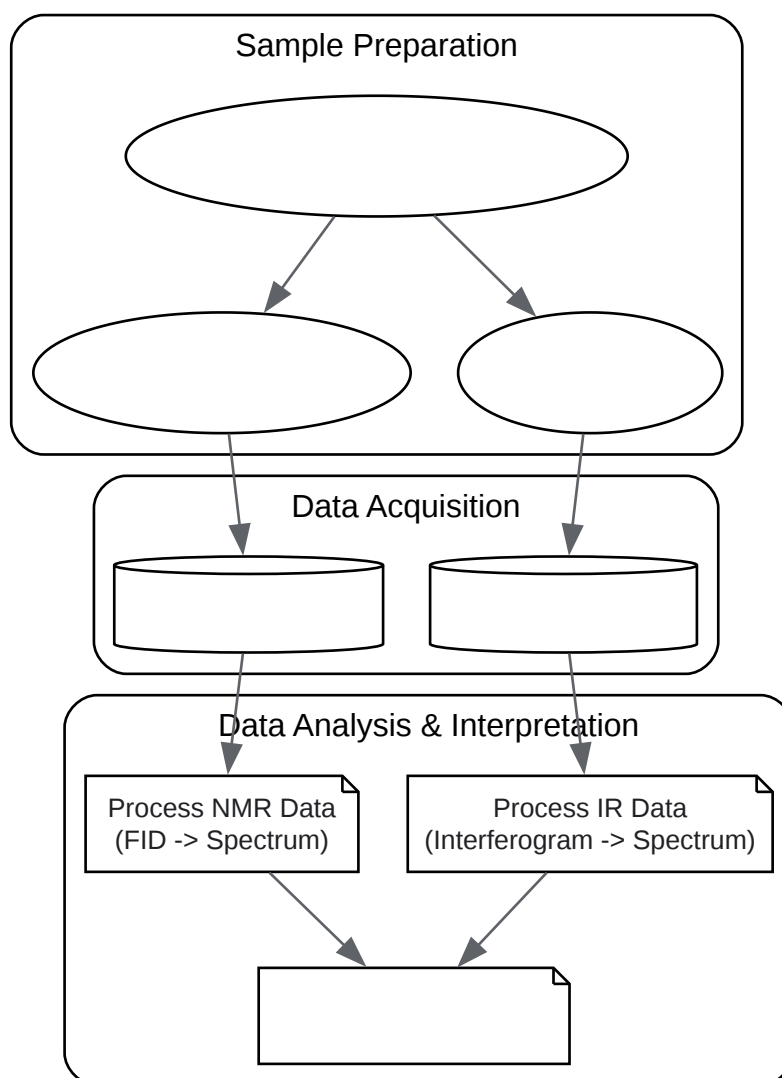 Sample Preparation
Data Acquisition
Data Analysis & Interpretation
Process NMR Data
(FID -> Spectrum)
Process IR Data
(Interferogram -> Spectrum)